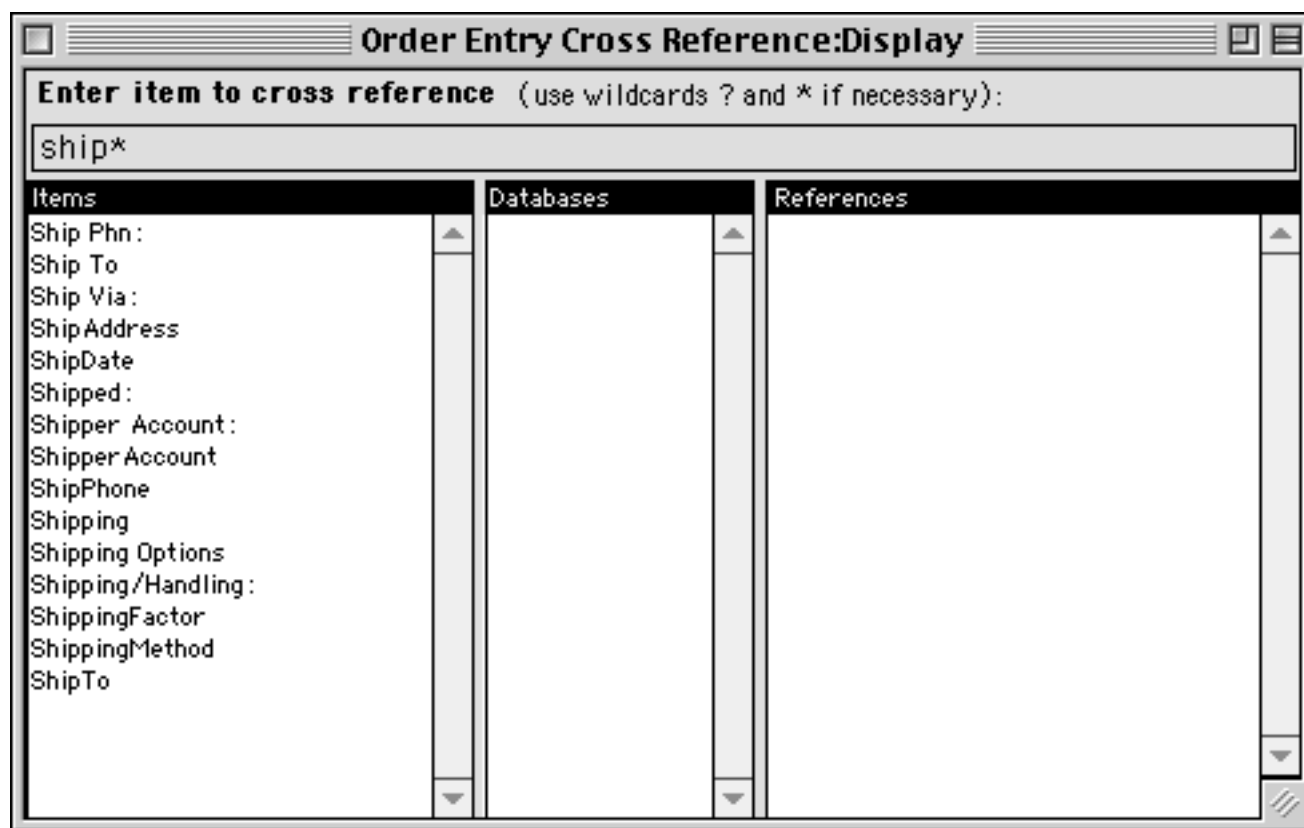 Order Entry Cross Reference:Display
Enter item to cross reference (use wildcards ? and * if necessary):
ship*
Items Databases References
Ship Phn:
Ship To
Ship Via:
ShipAddress
ShipDate
Shipped:
Shipper Account:
ShipperAccount
ShipPhone
Shipping
Shipping Options
Shipping/Handling:
ShippingFactor
ShippingMethod
ShipTo